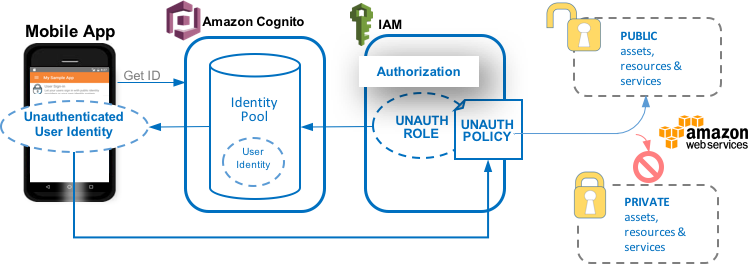 Mobile App
Amazon Cognito
IAM
My Sample App
User Sign-in
Get ID
Unauthenticated
User Identity
Identity
Pool
User
Identity
Authorization
UNAUTH
ROLE
UNAUTH
POLICY
PUBLIC
assets,
resources &
services
amazon
web services
PRIVATE
assets,
resources &
services